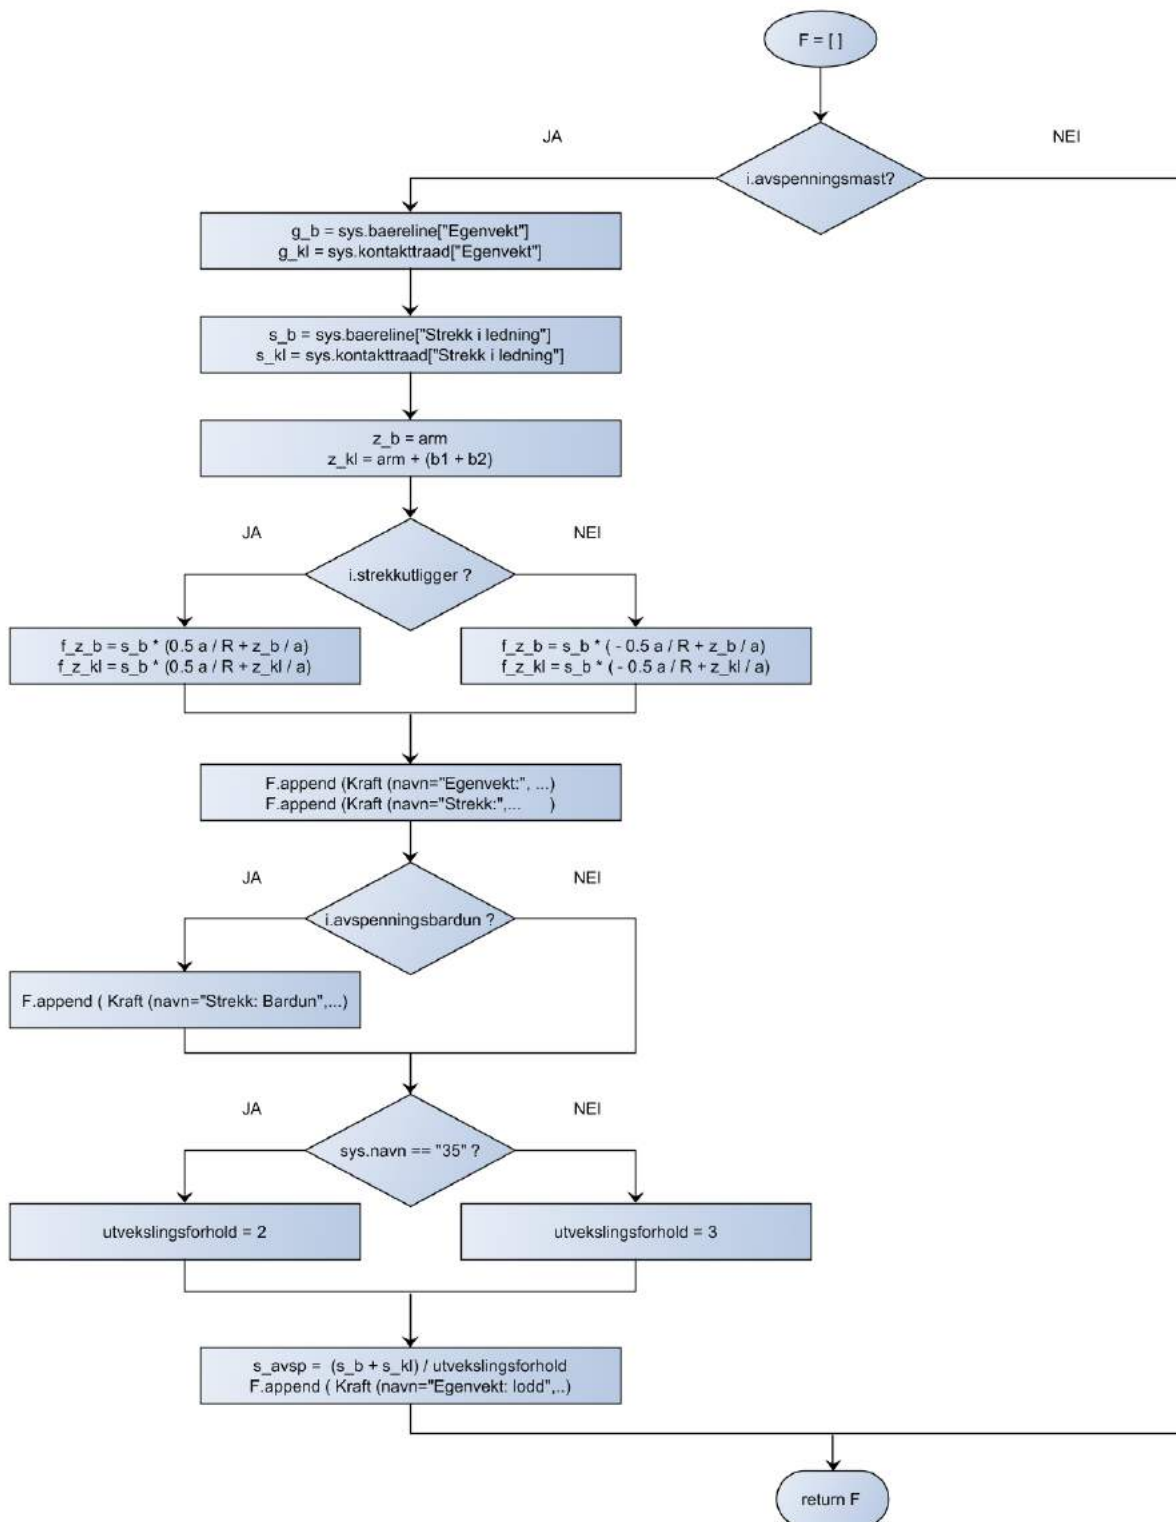 F = [ ]
JA
NEI
i.avspenningsmast?
g_b = sys.baereline["Egenvekt"]
g_kl = sys.kontakttraad["Egenvekt"]
s_b = sys.baereline["Strekk i ledning"]
s_kl = sys.kontakttraad["Strekk i ledning"]
z_b = arm
z_kl = arm + (b1 + b2)
JA
NEI
i.strekkutligger ?
f_z_b = s_b * (0.5 a / R + z_b / a)
f_z_kl = s_b * (0.5 a / R + z_kl / a)
f_z_b = s_b * ( - 0.5 a / R + z_b / a)
f_z_kl = s_b * ( - 0.5 a / R + z_kl / a)
F.append (Kraft (navn="Egenvekt:", ...)
F.append (Kraft (navn="Strekk:",... )
JA
NEI
i.avspenningsbardun ?
F.append ( Kraft (navn="Strekk: Bardun",...)
JA
NEI
sys.navn == "35" ?
utvekslingsforhold = 2
utvekslingsforhold = 3
s_avsp = (s_b + s_kl) / utvekslingsforhold
F.append ( Kraft (navn="Egenvekt: lodd",..)
return F